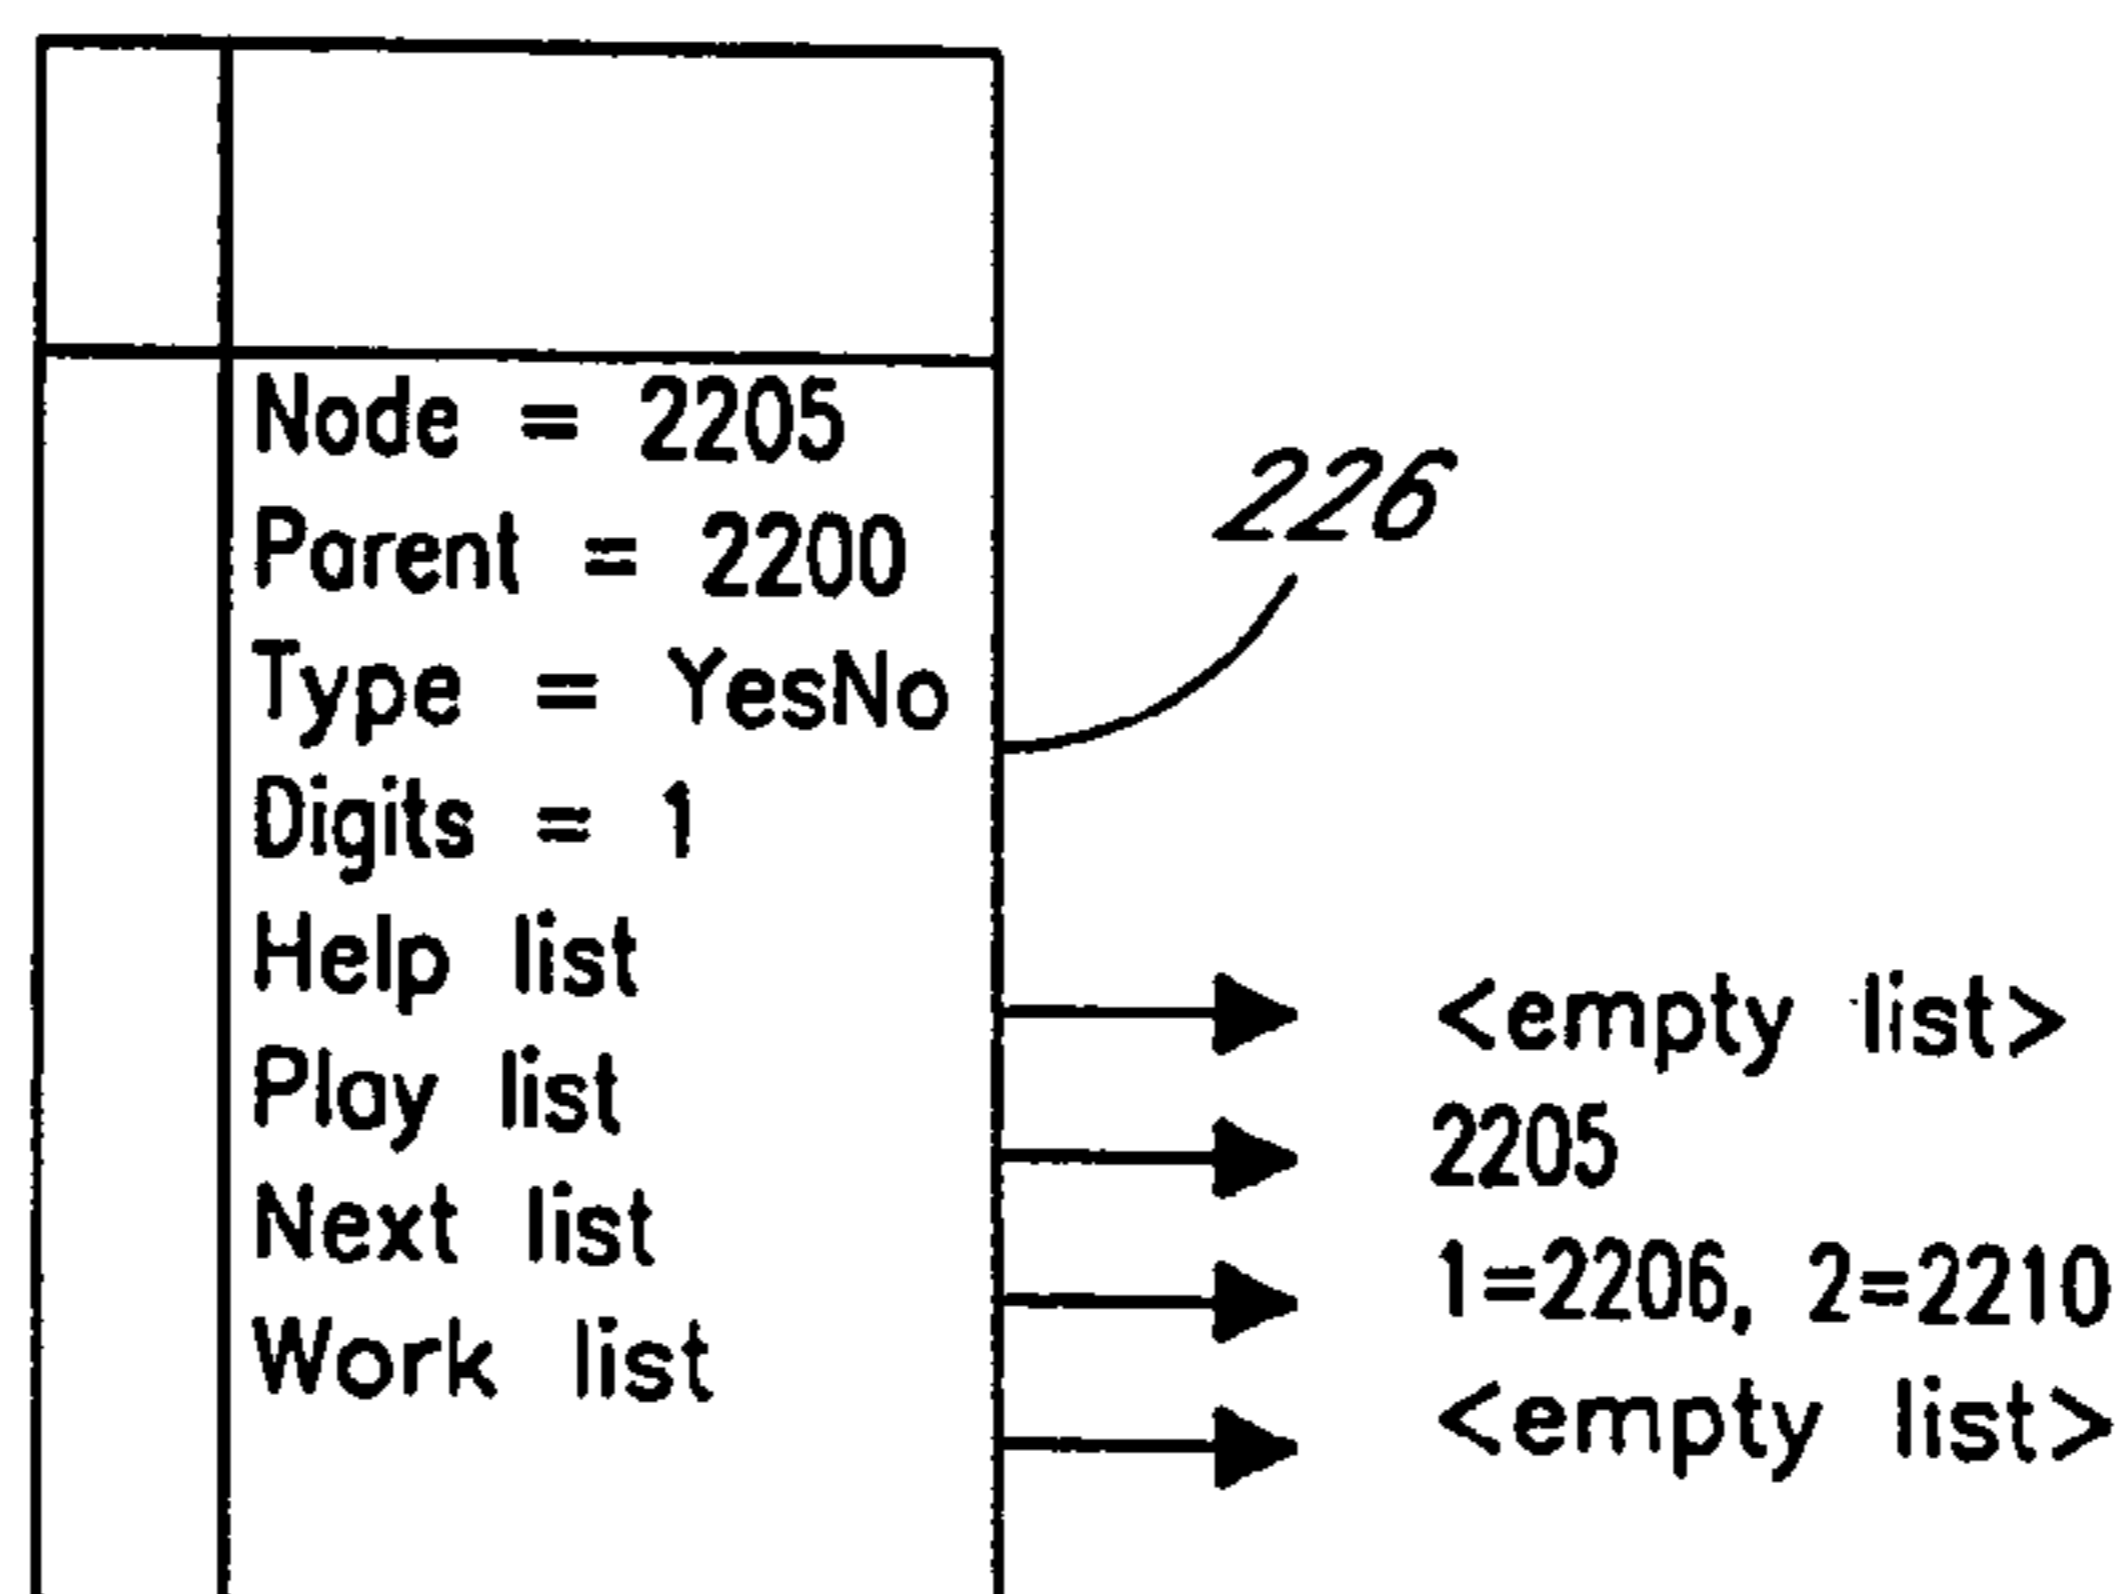 Node = 2205
Parent = 2200
Type = YesNo
Digits = 1
Help list
Play list
Next list
Work list
226
<empty list>
2205
1=2206, 2=2210
<empty list>